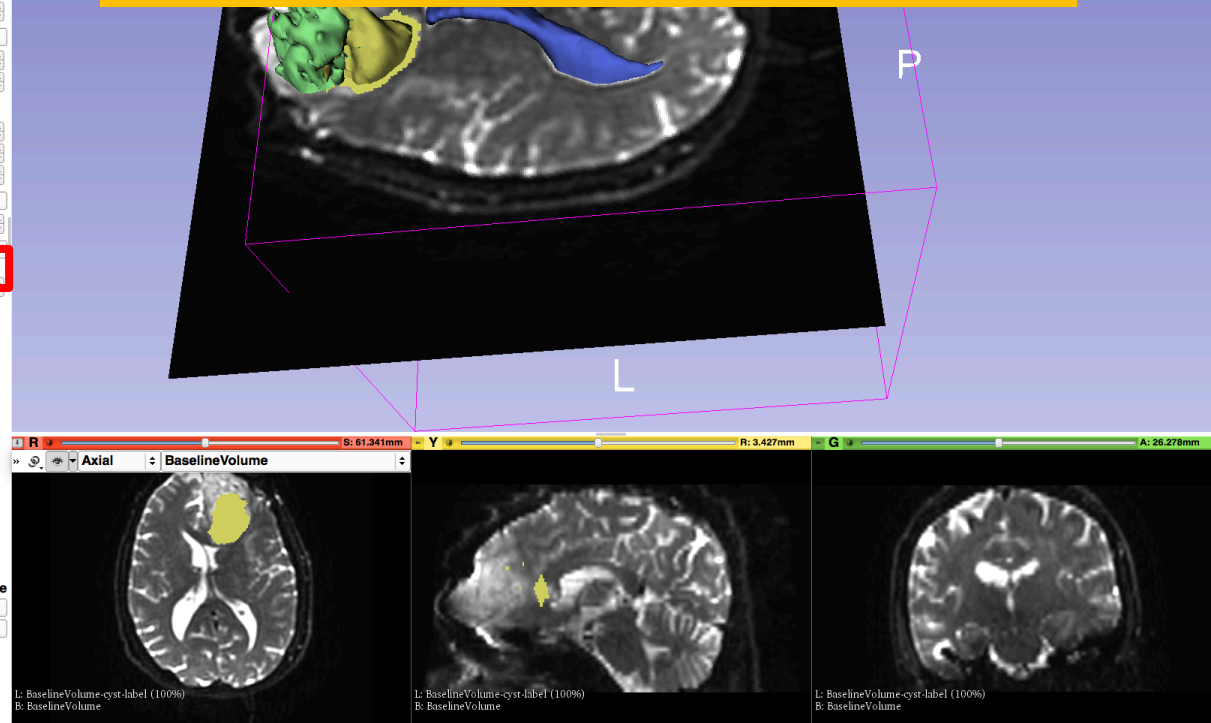 P
L
R
S: 61.341mm
Y
R: 3.427mm
G
A: 26.278mm
Axial
BaselineVolume
e
L: BaselineVolume-cyst-label (100%)
B: BaselineVolume
L: BaselineVolume-cyst-label (100%)
B: BaselineVolume
L: BaselineVolume-cyst-label (100%)
B: BaselineVolume